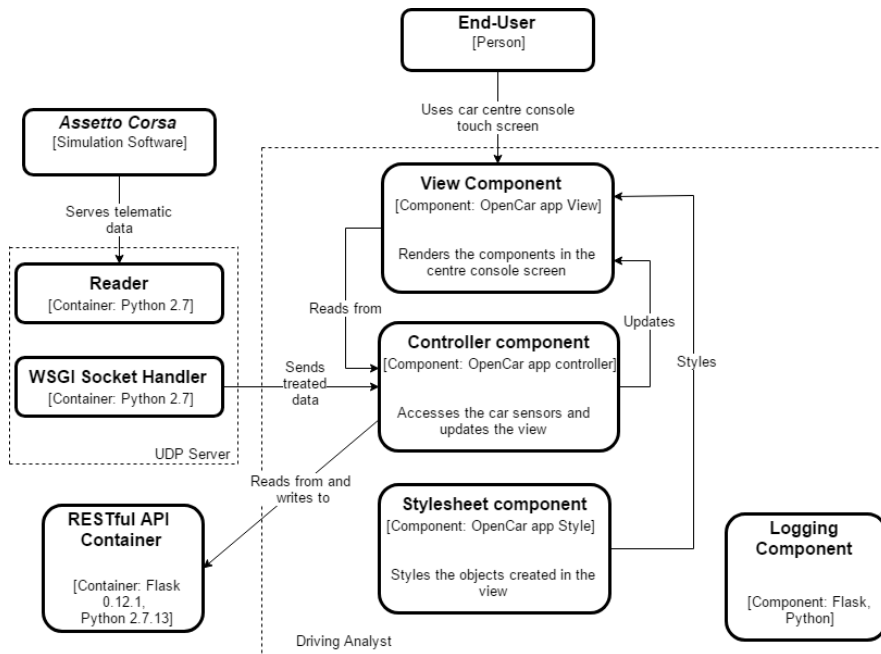 End-User
[Person]
Uses car centre console
touch screen
Assetto Corsa
[Simulation Software]
Serves telematic
data
Reader
[Container: Python 2.7]
WSGI Socket Handler
[Container: Python 2.7]
UDP Server
View Component
[Component: OpenCar app View]
Renders the components in the
centre console screen
Reads from
Updates
Styles
Sends
treated
data
Controller component
[Component: OpenCar app controller]
Accesses the car sensors and
updates the view
Reads from and
writes to
RESTful API
Container
[Container: Flask
0.12.1,
Python 2.7.13]
Stylesheet component
[Component: OpenCar app Style]
Styles the objects created in the
view
Logging
Component
[Component: Flask,
Python]
Driving Analyst